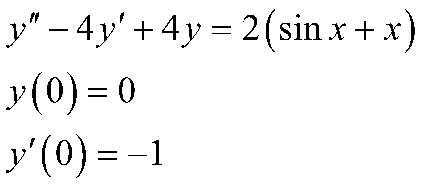 y″ − 4y′ + 4y = 2(sin x + x)
y(0) = 0
y′(0) = −1